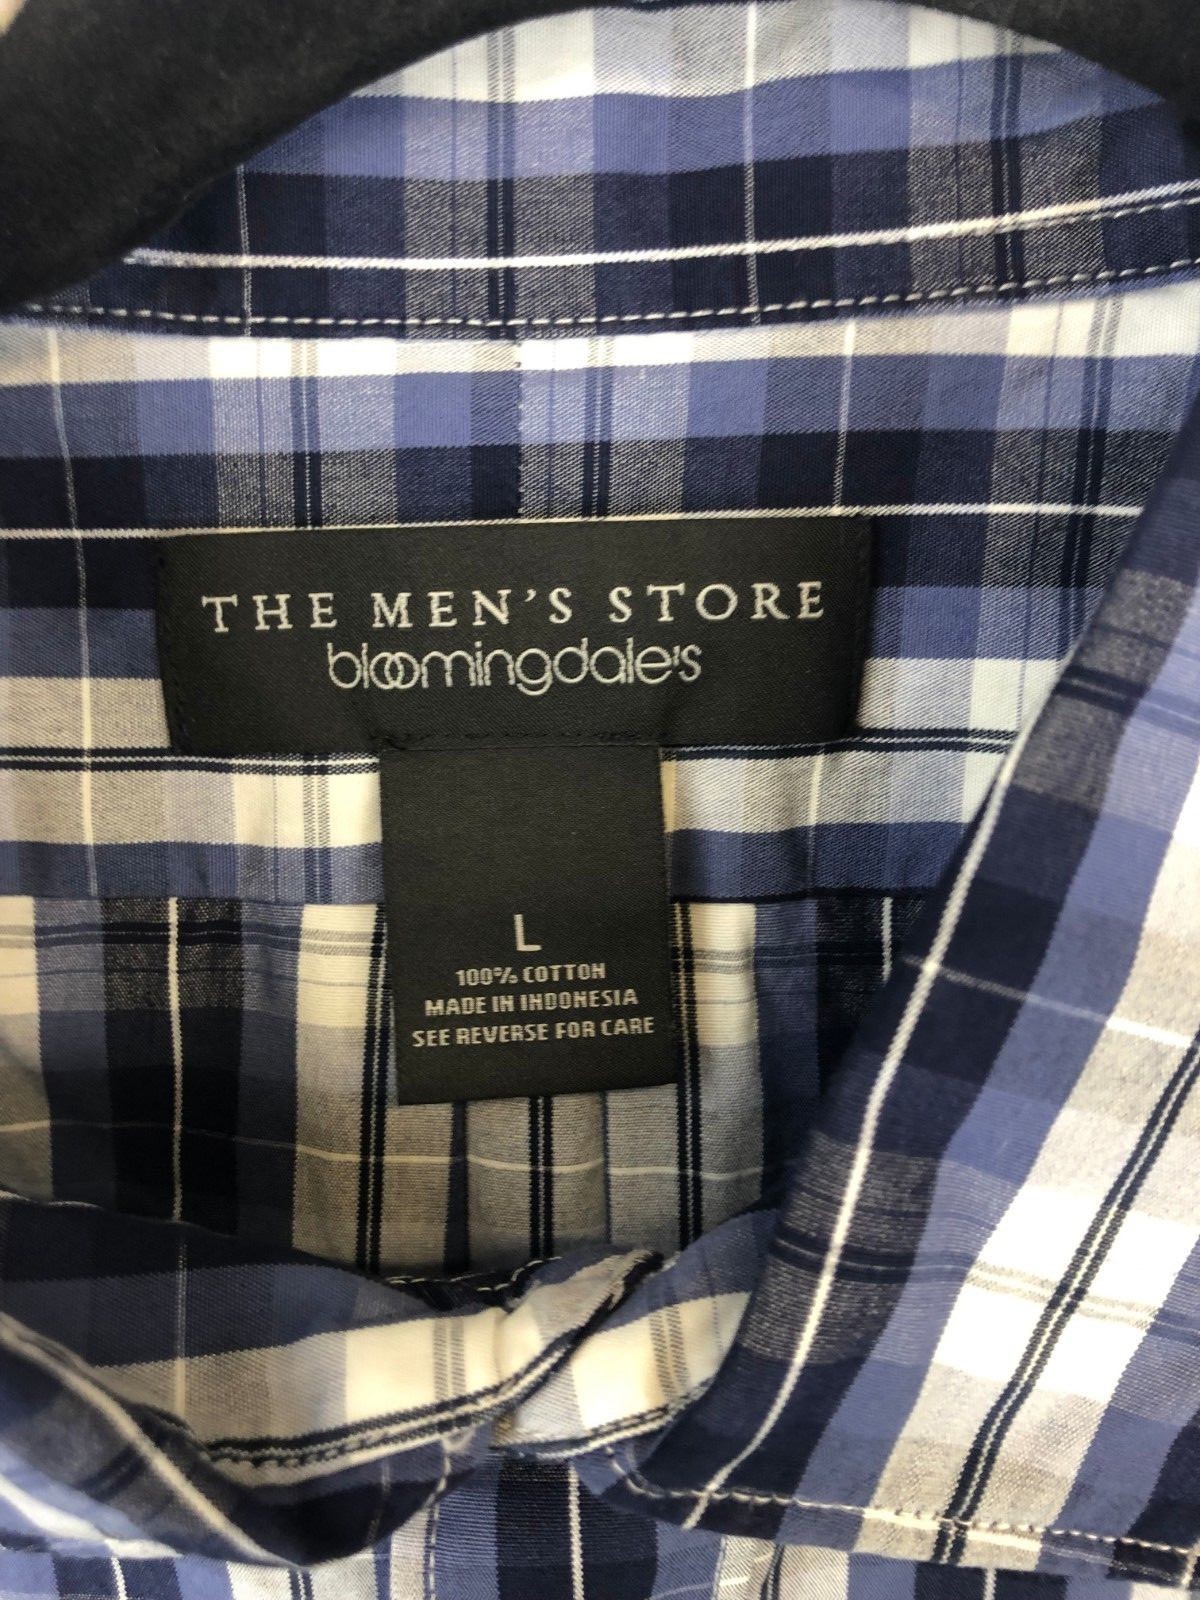 THE MEN'S STORE
bloomingdale's
L
100% COTTON
MADE IN INDONESIA
SEE REVERSE FOR CARE